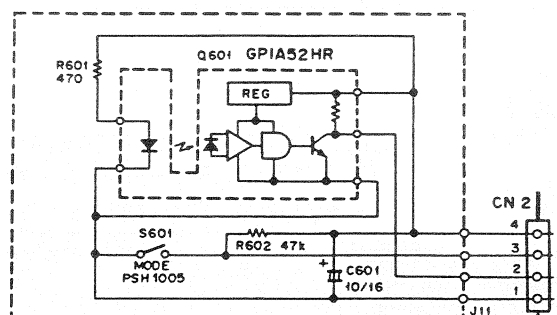 Q601 GP1A52HR
R601
470
REG
CN 2
S601
4
R602 47k
3
MODE
PSH1005
+
C601
10/16
2
1
J11